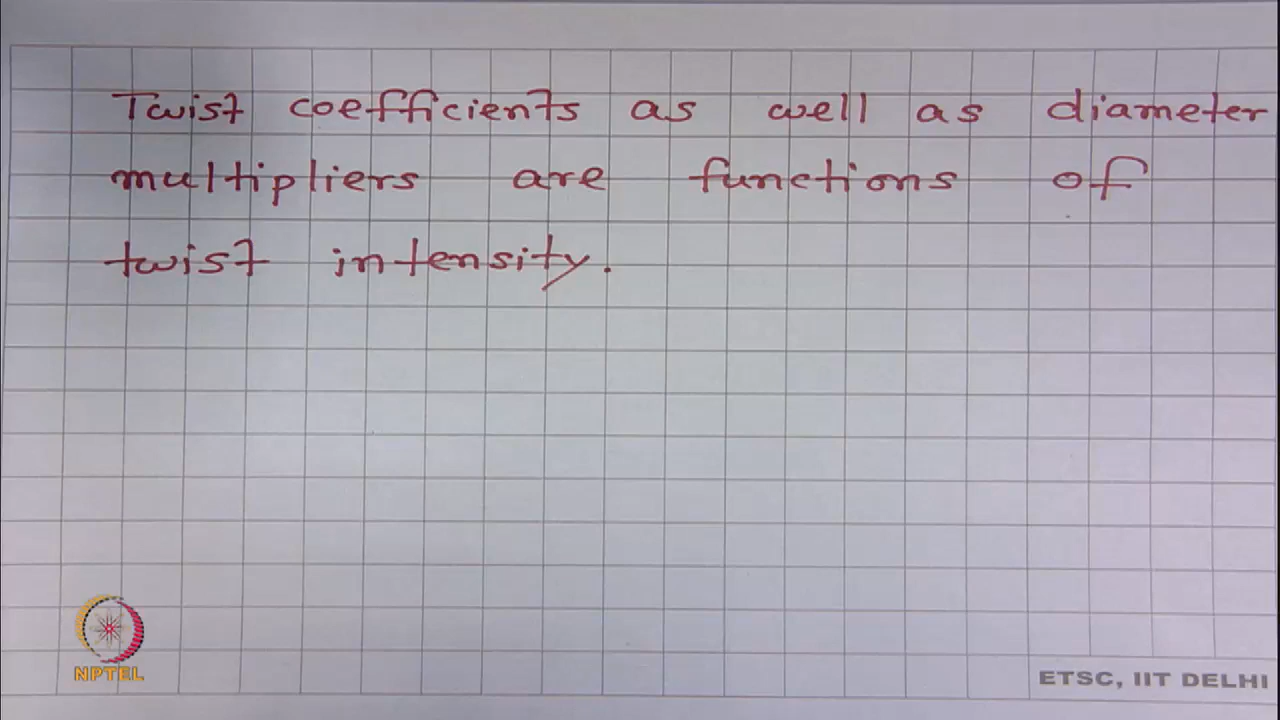 Twist coefficients as well as diameter
multipliers are functions of
twist intensity.
NPTEL
ETSC, IIT DELHI